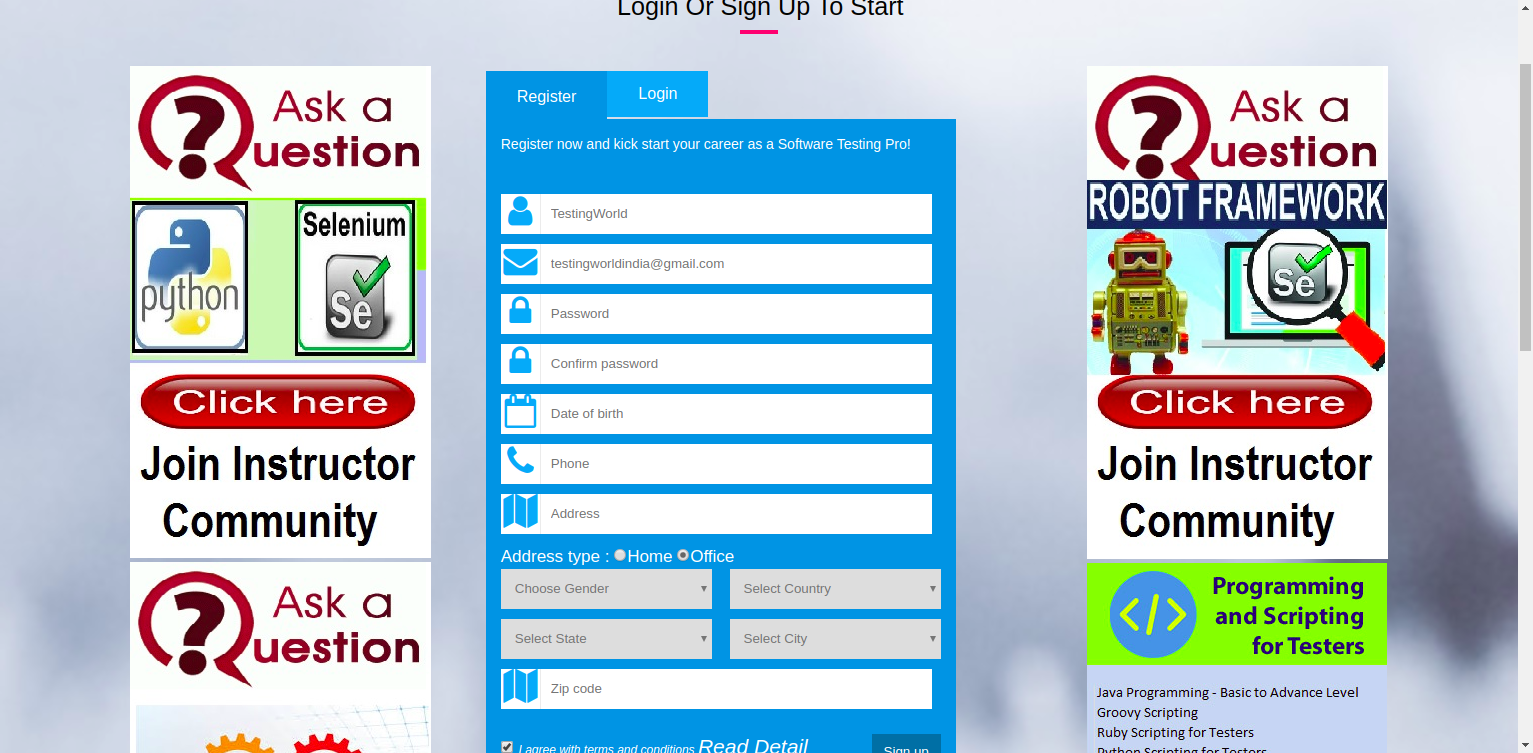 Login Or Sign Up To Start
Ask a
uestion
python
Selenium
Se
Click here
Join Instructor
Community
Ask a
uestion
Register
Login
Register now and kick start your career as a Software Testing Pro!
TestingWorld
testingworldindia@gmail.com
Password
Confirm password
Date of birth
Phone
Address
Address type : Home Office
Choose Gender
Select Country
Select State
Select City
Zip code
I agree with terms and conditions Read Detail
Sign up
Ask a
uestion
ROBOT FRAMEWORK
Se
Click here
Join Instructor
Community
</> Programming
and Scripting
for Testers
Java Programming - Basic to Advance Level
Groovy Scripting
Ruby Scripting for Testers
Python Scripting for Testers